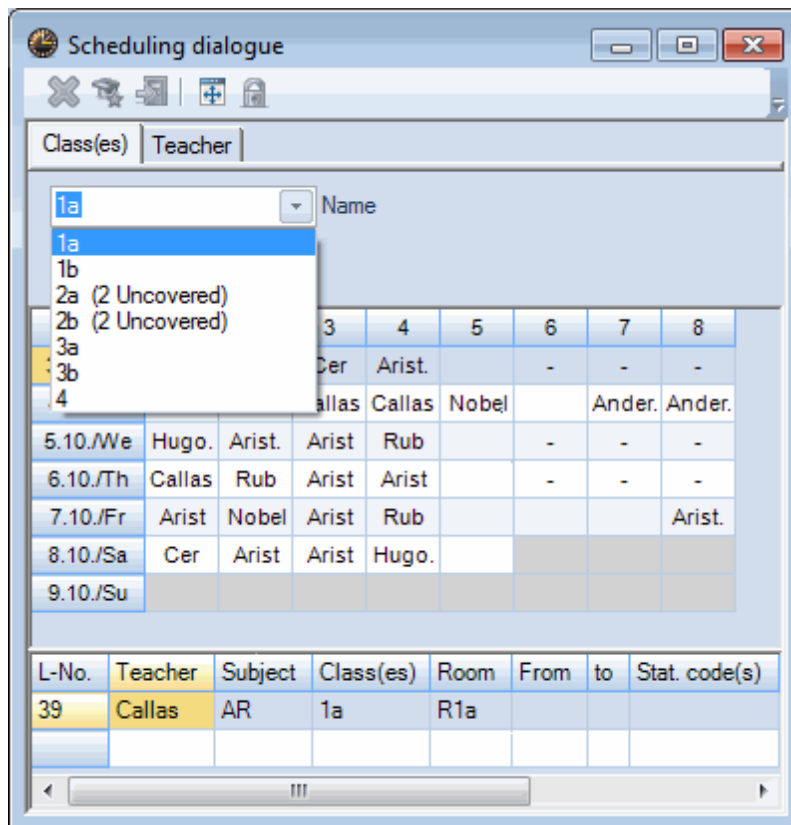 Scheduling dialogue
Class(es) Teacher
1a Name
1a
1b
2a (2 Uncovered)
2b (2 Uncovered)
3a
3b
4
3 4 5 6 7 8
Cer Arist. - - -
Callas Nobel Ander. Ander.
5.10./We Hugo. Arist. Arist Rub - - -
6.10./Th Callas Rub Arist Arist - - -
7.10./Fr Arist Nobel Arist Rub Arist.
8.10./Sa Cer Arist Arist Hugo.
9.10./Su
L-No. Teacher Subject Class(es) Room From to Stat. code(s)
39 Callas AR 1a R1a